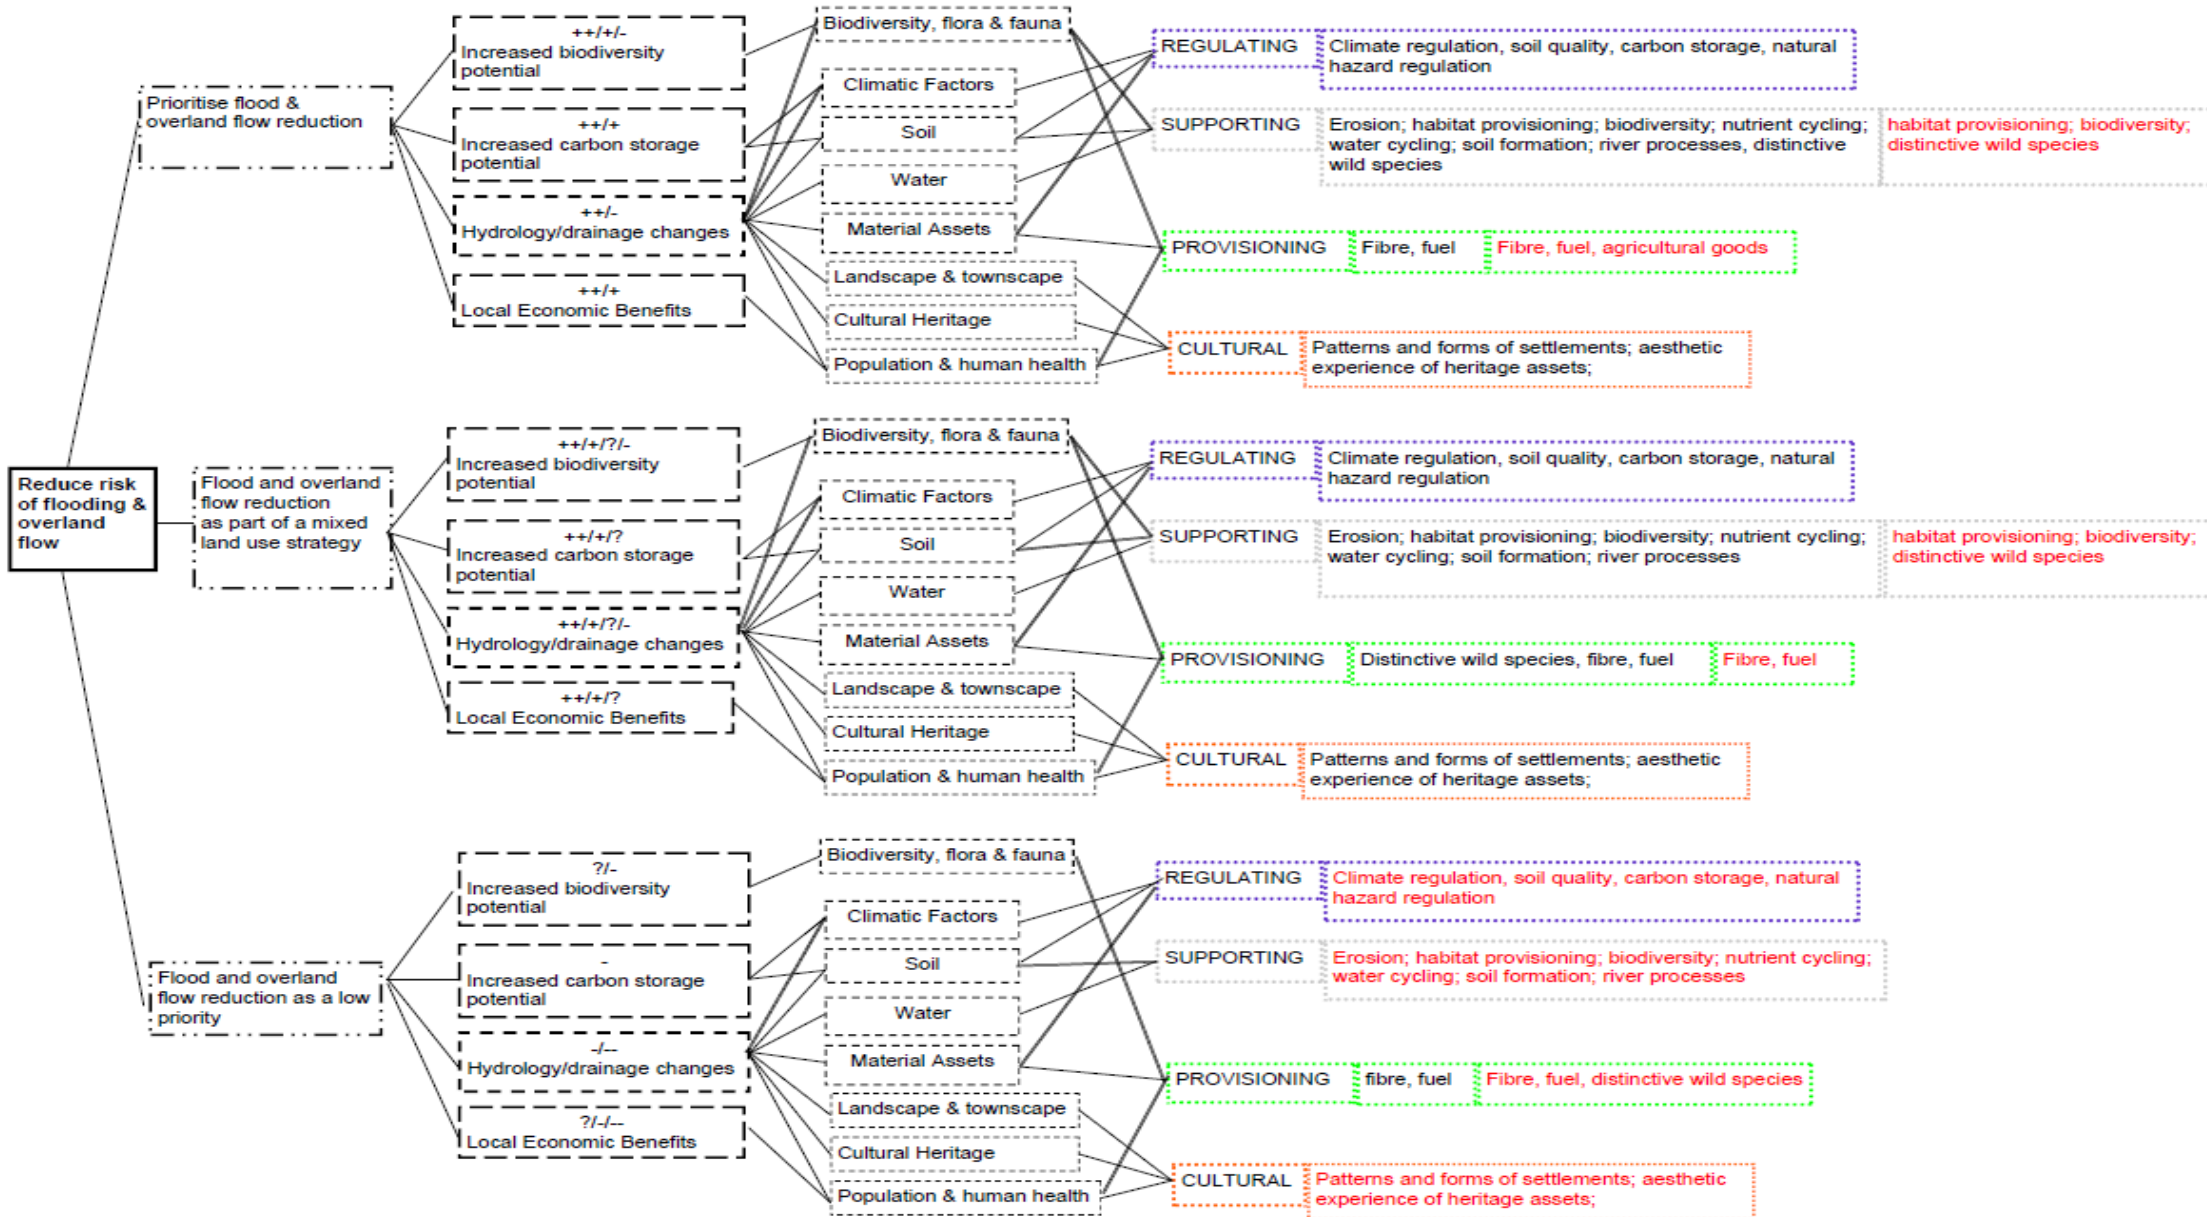 Reduce risk
of flooding &
overland
flow
Prioritise flood &
overland flow reduction
++/+/-
Increased biodiversity
potential
++/+
Increased carbon storage
potential
++/-
Hydrology/drainage changes
++/+
Local Economic Benefits
Biodiversity, flora & fauna
Climatic Factors
Soil
Water
Material Assets
Landscape & townscape
Cultural Heritage
Population & human health
REGULATING
Climate regulation, soil quality, carbon storage, natural
hazard regulation
SUPPORTING
Erosion; habitat provisioning; biodiversity; nutrient cycling;
water cycling; soil formation; river processes, distinctive
wild species
habitat provisioning; biodiversity;
distinctive wild species
PROVISIONING
Fibre, fuel
Fibre, fuel, agricultural goods
CULTURAL
Patterns and forms of settlements; aesthetic
experience of heritage assets;
Flood and overland
flow reduction
as part of a mixed
land use strategy
++/+/?/-
Increased biodiversity
potential
++/+/?
Increased carbon storage
potential
++/+/?/-
Hydrology/drainage changes
++/+/?
Local Economic Benefits
Biodiversity, flora & fauna
Climatic Factors
Soil
Water
Material Assets
Landscape & townscape
Cultural Heritage
Population & human health
REGULATING
Climate regulation, soil quality, carbon storage, natural
hazard regulation
SUPPORTING
Erosion; habitat provisioning; biodiversity; nutrient cycling;
water cycling; soil formation; river processes
habitat provisioning; biodiversity;
distinctive wild species
PROVISIONING
Distinctive wild species, fibre, fuel
Fibre, fuel
CULTURAL
Patterns and forms of settlements; aesthetic
experience of heritage assets;
Flood and overland
flow reduction as a low
priority
?/-
Increased biodiversity
potential
-
Increased carbon storage
potential
-/--
Hydrology/drainage changes
?/-/--
Local Economic Benefits
Biodiversity, flora & fauna
Climatic Factors
Soil
Water
Material Assets
Landscape & townscape
Cultural Heritage
Population & human health
REGULATING
Climate regulation, soil quality, carbon storage, natural
hazard regulation
SUPPORTING
Erosion; habitat provisioning; biodiversity; nutrient cycling;
water cycling; soil formation; river processes
PROVISIONING
fibre, fuel
Fibre, fuel, distinctive wild species
CULTURAL
Patterns and forms of settlements; aesthetic
experience of heritage assets;